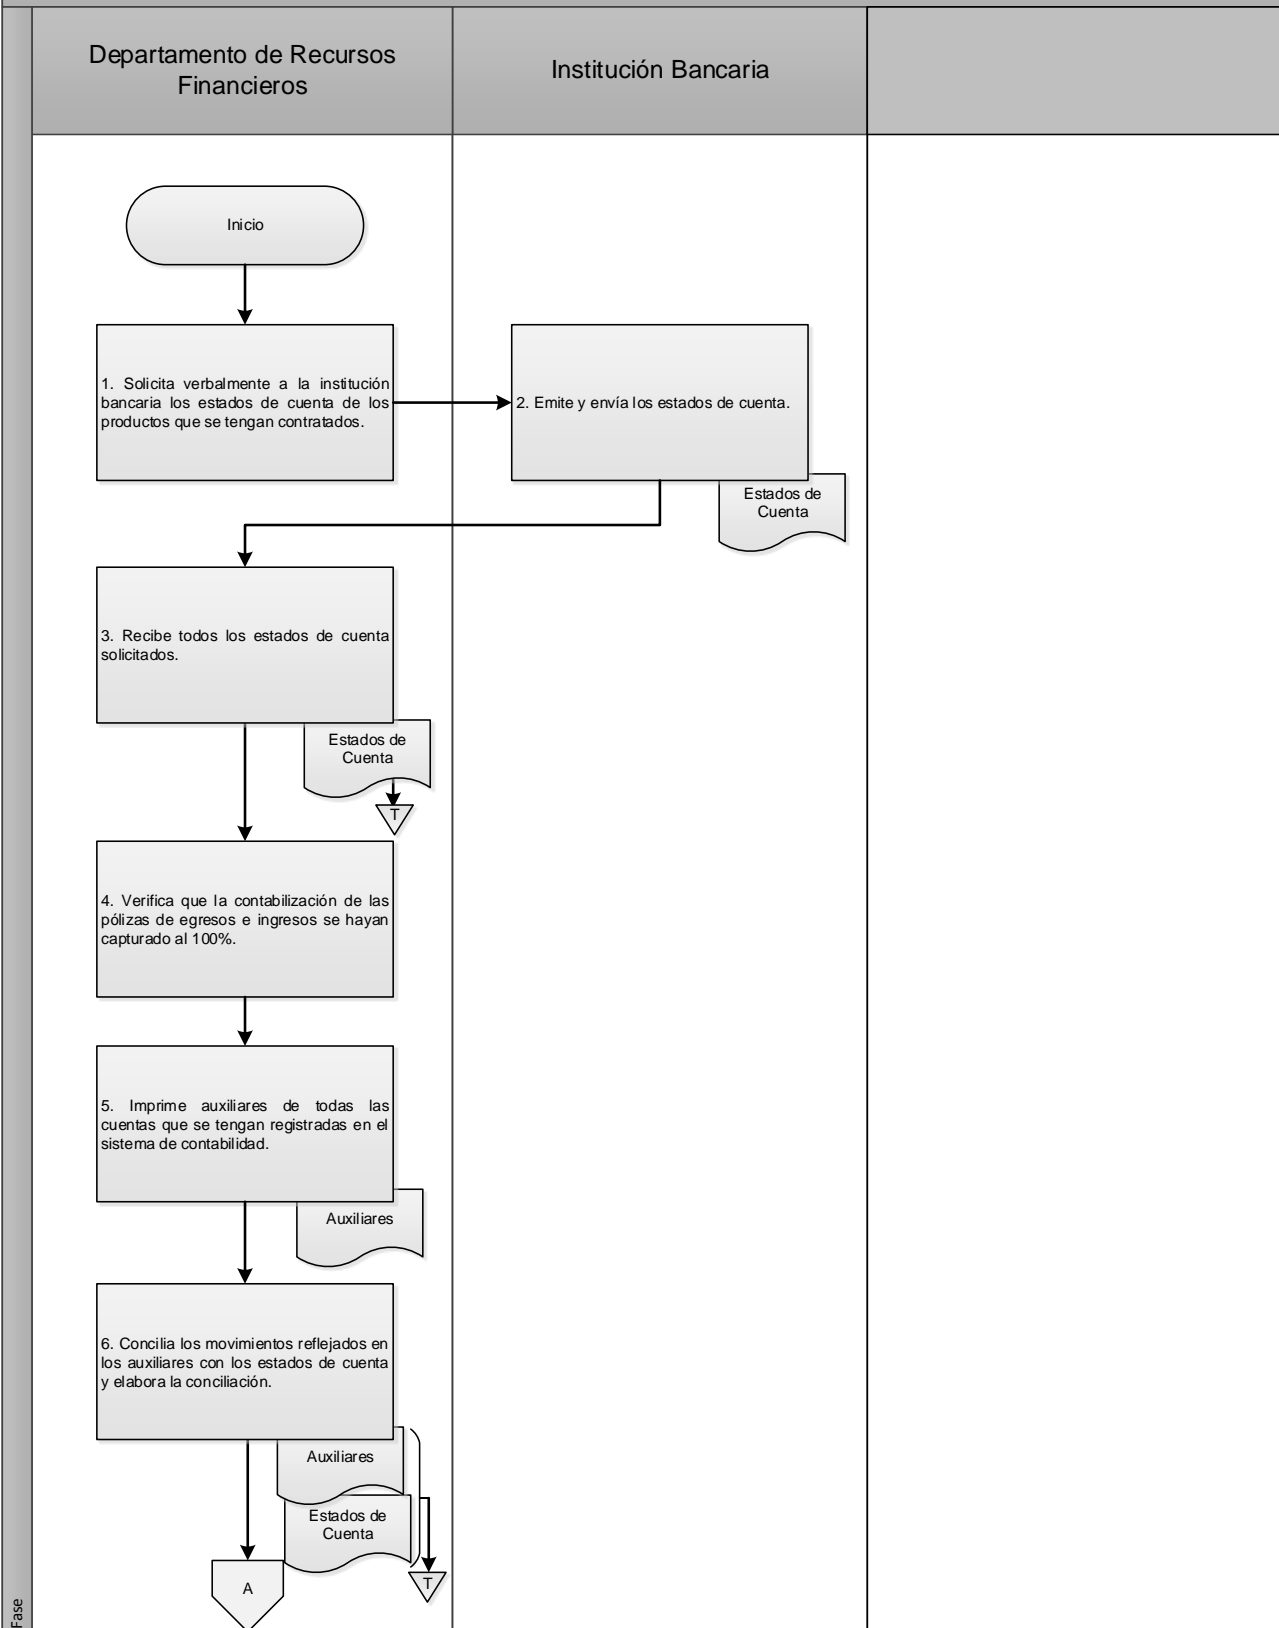 Departamento de Recursos
Financieros
Institución Bancaria
Inicio
1. Solicita verbalmente a la institución
bancaria los estados de cuenta de los
productos que se tengan contratados.
2. Emite y envía los estados de cuenta.
Estados de
Cuenta
3. Recibe todos los estados de cuenta
solicitados.
Estados de
Cuenta
T
4. Verifica que la contabilización de las
pólizas de egresos e ingresos se hayan
capturado al 100%.
5. Imprime auxiliares de todas las
cuentas que se tengan registradas en el
sistema de contabilidad.
Auxiliares
6. Concilia los movimientos reflejados en
los auxiliares con los estados de cuenta
y elabora la conciliación.
Auxiliares
Estados de
Cuenta
T
A
Fase